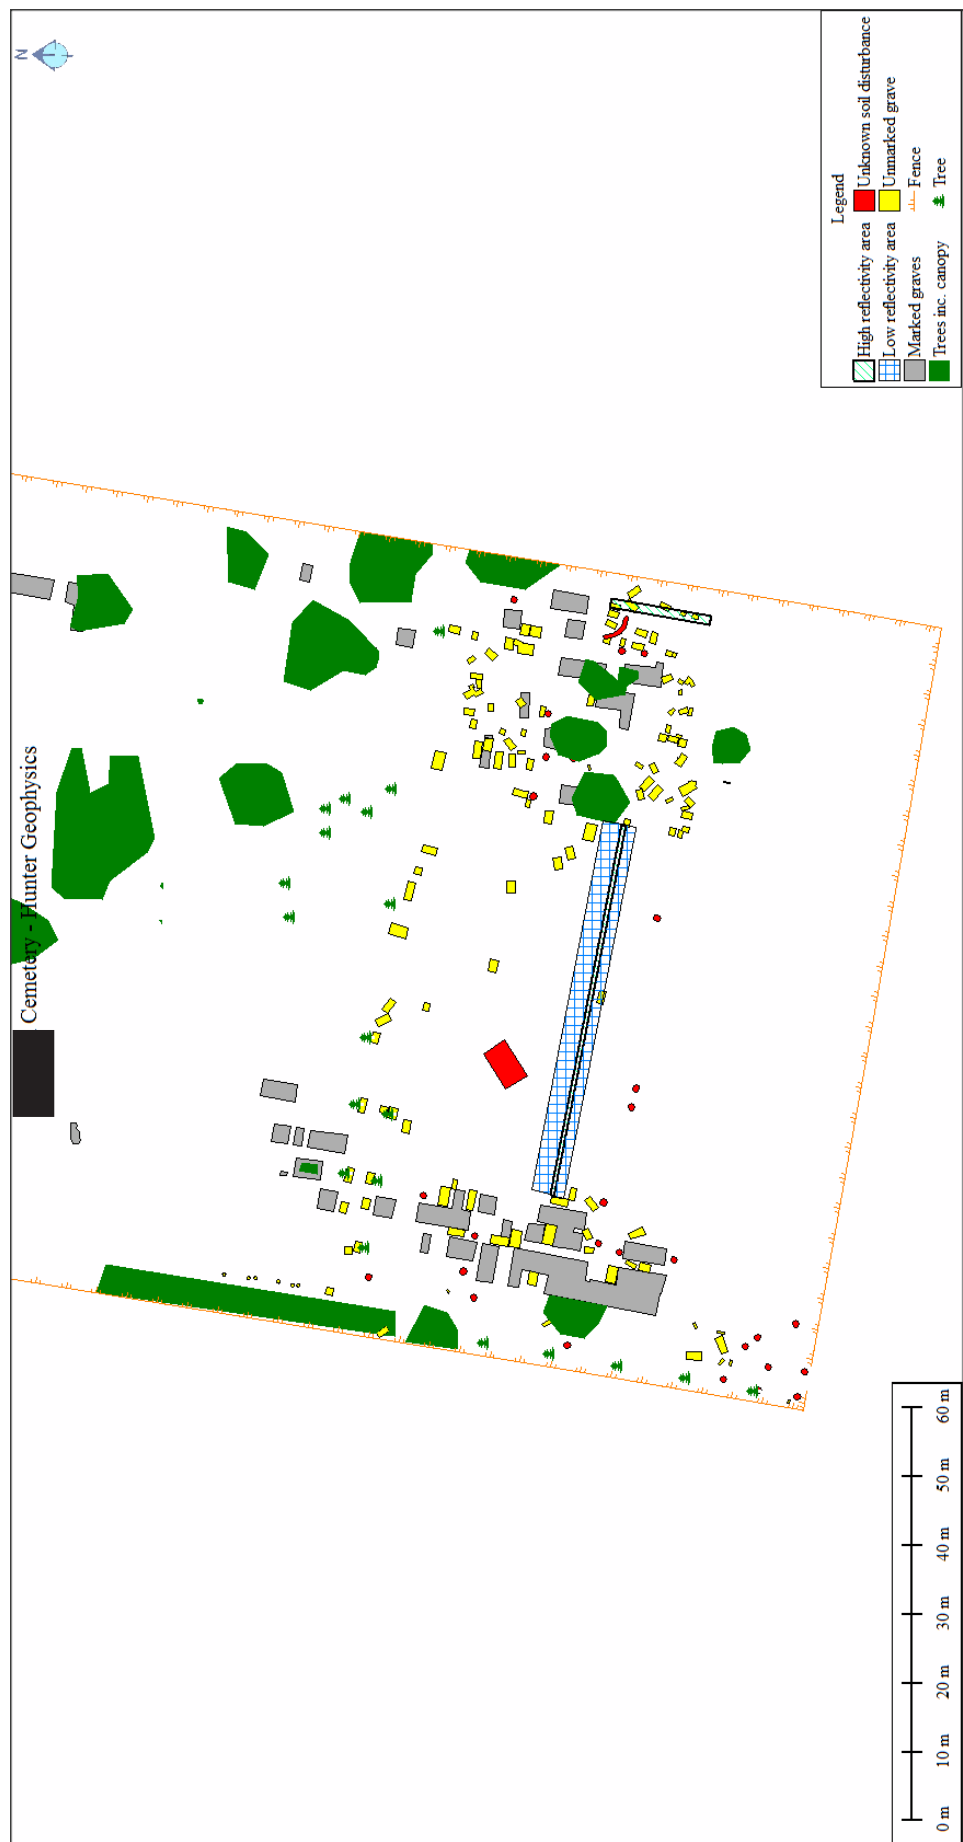 N
Cemetery - Hunter Geophysics
Legend
High reflectivity area
Unknown soil disturbance
Low reflectivity area
Unmarked grave
Marked graves
Fence
Trees inc. canopy
Tree
0 m 10 m 20 m 30 m 40 m 50 m 60 m